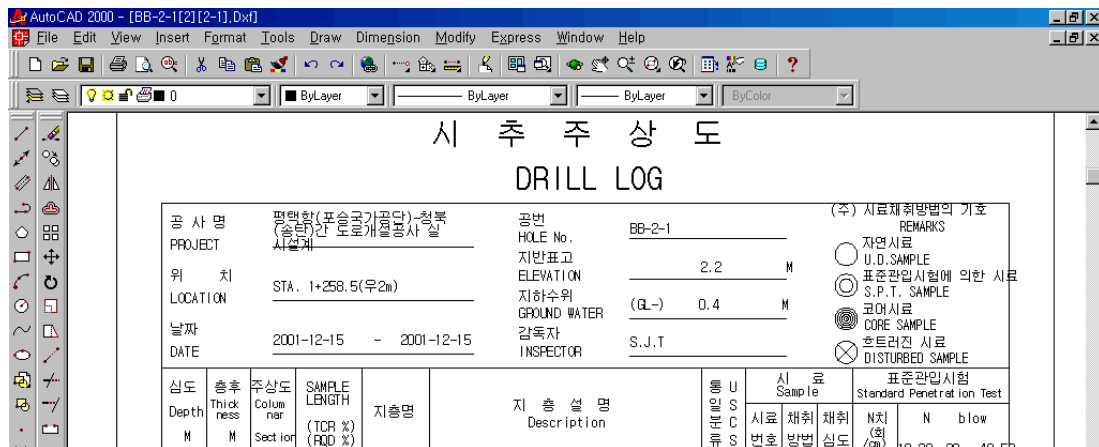 AutoCAD 2000 - [BB-2-1[2][2-1].Dxf]
File Edit View Insert Format Tools Draw Dimension Modify Express Window Help
0 ByLayer ByLayer ByLayer ByColor
시 추 주 상 도
DRILL LOG
공 사 명
PROJECT
평택항(포승국가공단)-청북
(송탄)간 도로개설공사 실
시설계
위 치
LOCATION
STA. 1+258.5(우2m)
날짜
DATE
2001-12-15 - 2001-12-15
공번
HOLE No.
BB-2-1
지반표고
ELEVATION
2.2 M
지하수위
GROUND WATER
(GL-) 0.4 M
감독자
INSPECTOR
S.J.T
(주) 시료채취방법의 기호
REMARKS
자연시료
U.D.SAMPLE
표준관입시험에 의한 시료
S.P.T. SAMPLE
코어시료
CORE SAMPLE
흐트러진 시료
DISTURBED SAMPLE
심도
Depth
M
층후
Thick
ness
M
주상도
Colum
nar
Section
SAMPLE
LENGTH
(TCR %)
(RQD %)
지층명
지 층 설 명
Description
통
일
분
류
U
S
C
S
시 료
Sample
시료
번호
채취
방법
채취
심도
표준관입시험
Standard Penetration Test
N치
(회
N blow